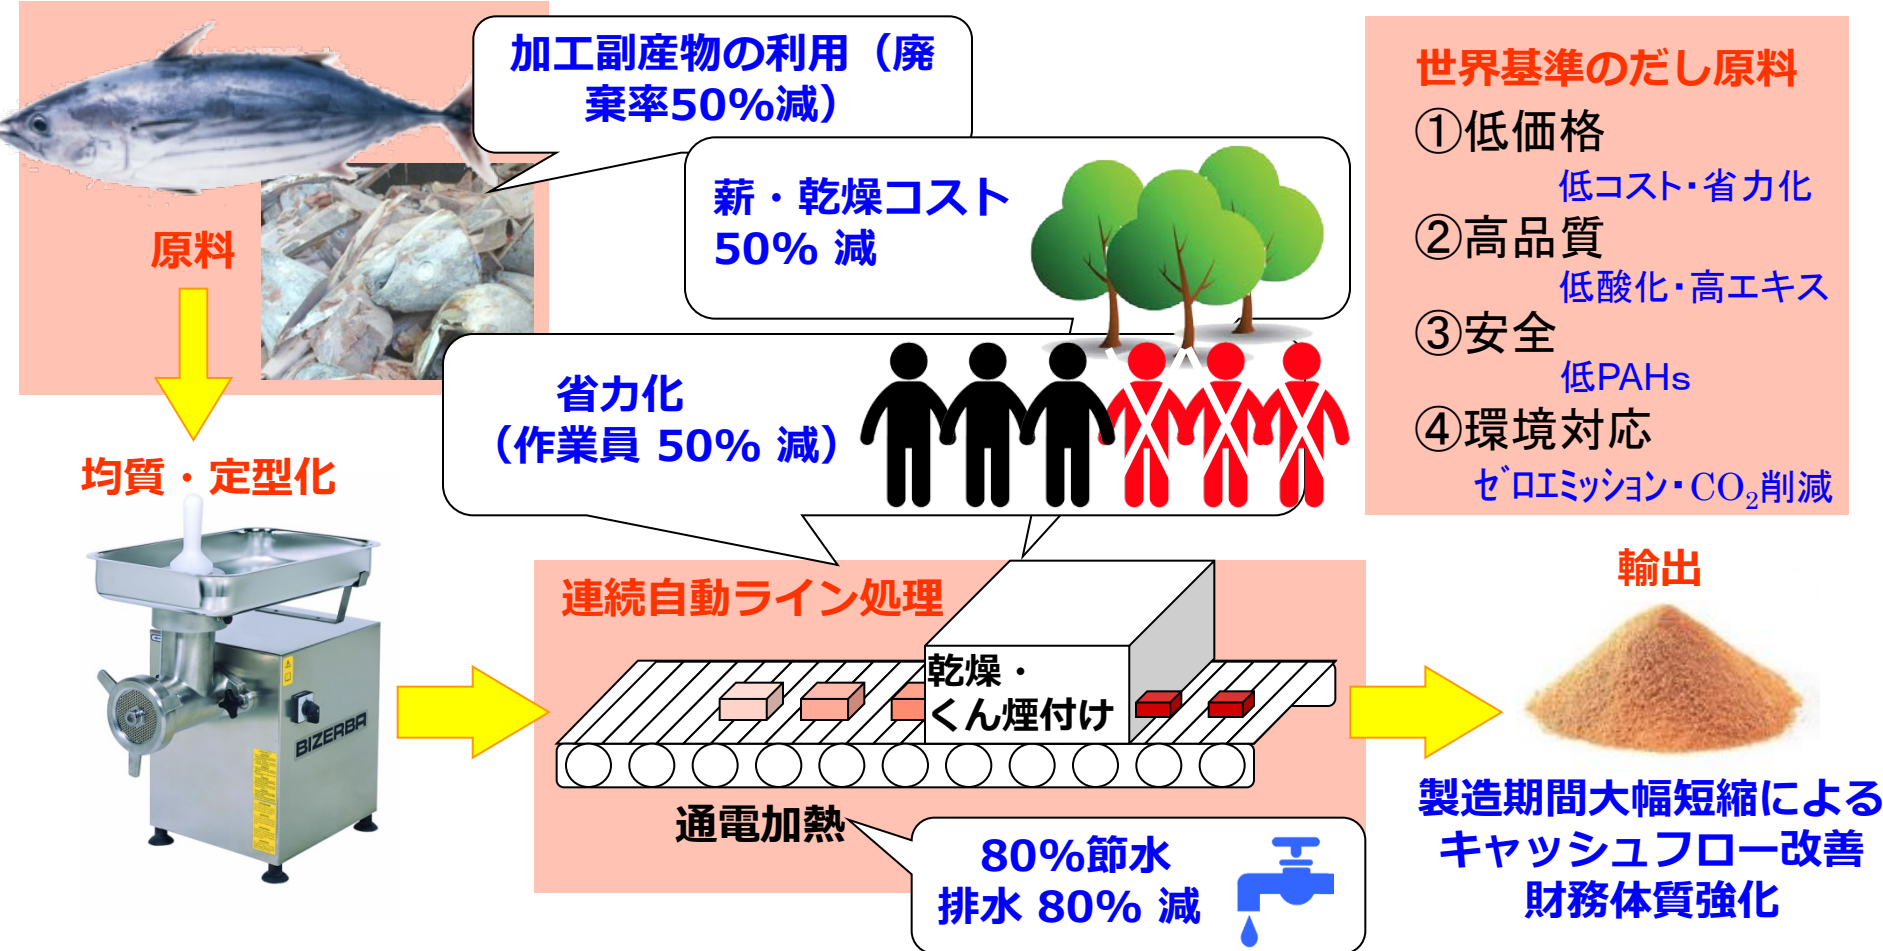 加工副産物の利用（廃
棄率50%減）
薪・乾燥コスト
50% 減
原料
省力化
（作業員 50% 減）
均質・定型化
BIZERBA
連続自動ライン処理
乾燥・
くん煙付け
通電加熱
80%節水
排水 80% 減
世界基準のだし原料
①低価格
低コスト・省力化
②高品質
低酸化・高エキス
③安全
低PAHs
④環境対応
ｾﾞﾛｴﾐｯｼｮﾝ・CO₂削減
輸出
製造期間大幅短縮による
キャッシュフロー改善
財務体質強化